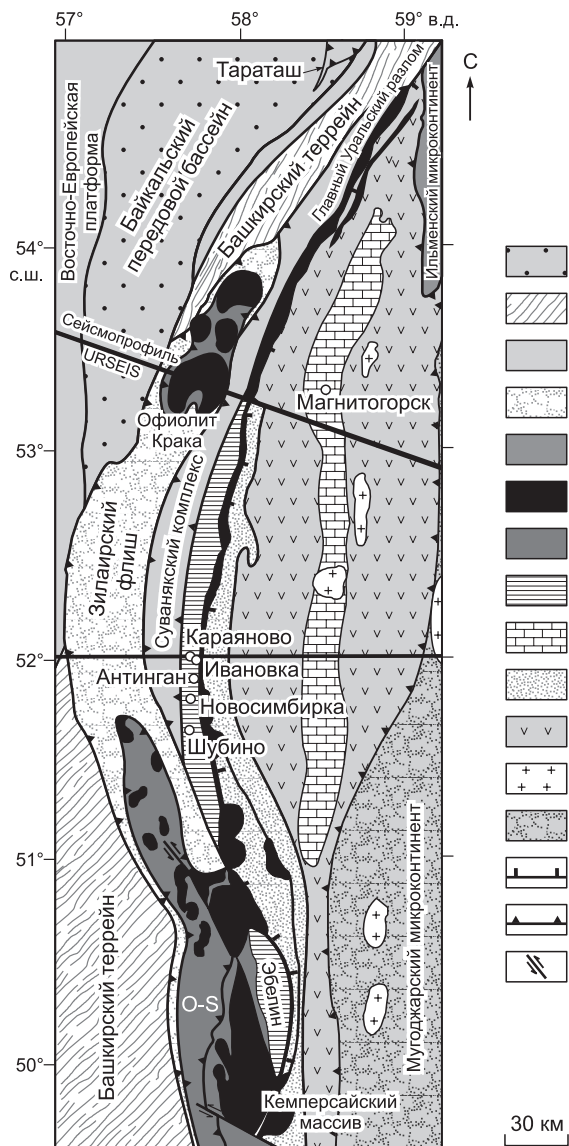 57°
58°
59° в.д.
С
Тараташ
Восточно-Европейская
платформа
Байкальский
передовой бассейн
Башкирский террейн
Главный Уральский разлом
Ильменский микроконтинент
54°
с.ш.
Сейсмопрофиль
URSEIS
Магнитогорск
Офиолит
Крака
53°
Зилаирский
флиш
Суванякский комплекс
Караяново
52°
Ивановка
Антинган
Новосимбирка
Шубино
51°
Башкирский террейн
Мугоджарский микроконтинент
Эбелин
O-S
50°
Кемперсайский
массив
30 км